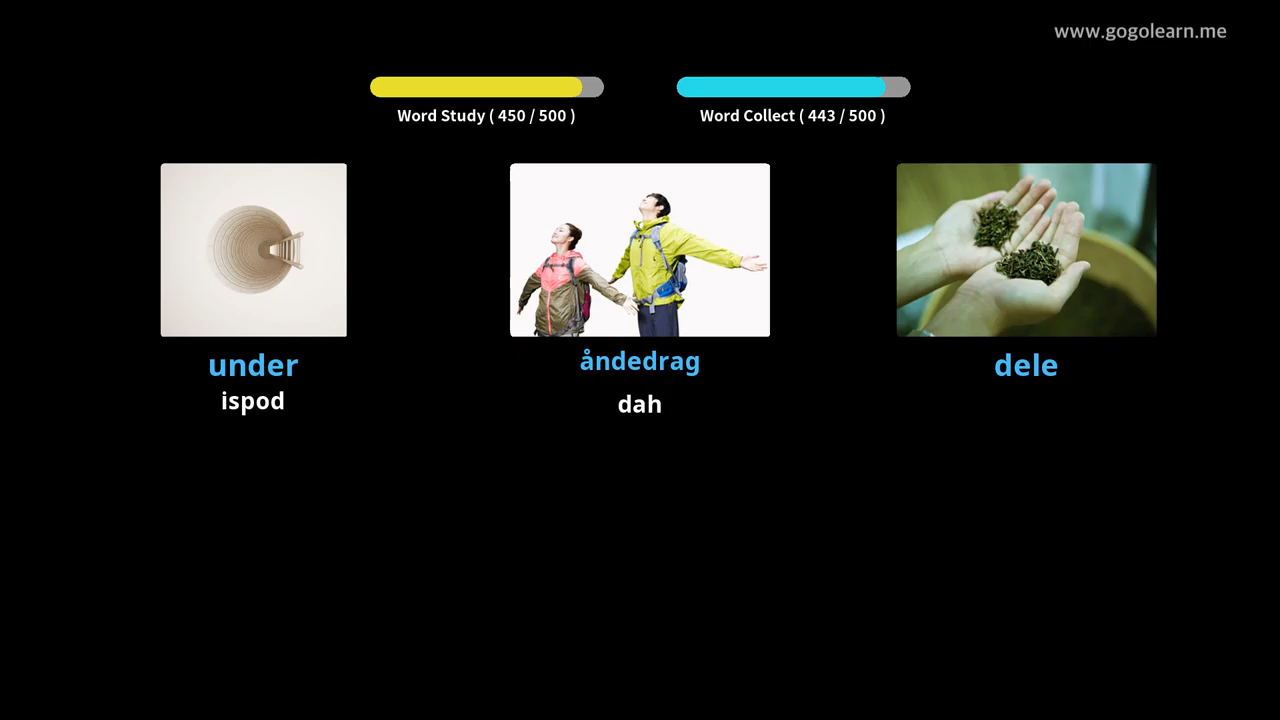 www.gogolearn.me
Word Study ( 450 / 500 )
Word Collect ( 443 / 500 )
under
ispod
åndedrag
dah
dele